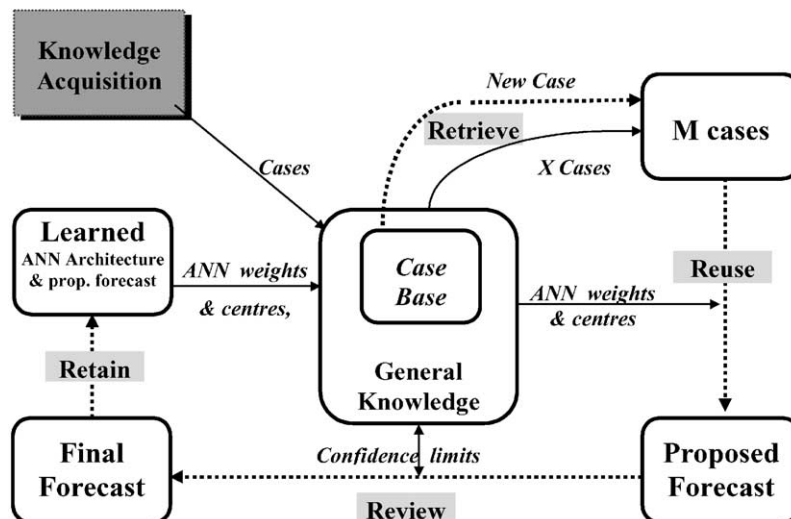 Knowledge
Acquisition
New Case
Retrieve
M cases
Cases
X Cases
Learned
ANN Architecture
& prop. forecast
ANN weights
& centres,
Case
Base
ANN weights
& centres
Reuse
General
Knowledge
Retain
Final
Forecast
Confidence limits
Proposed
Forecast
Review